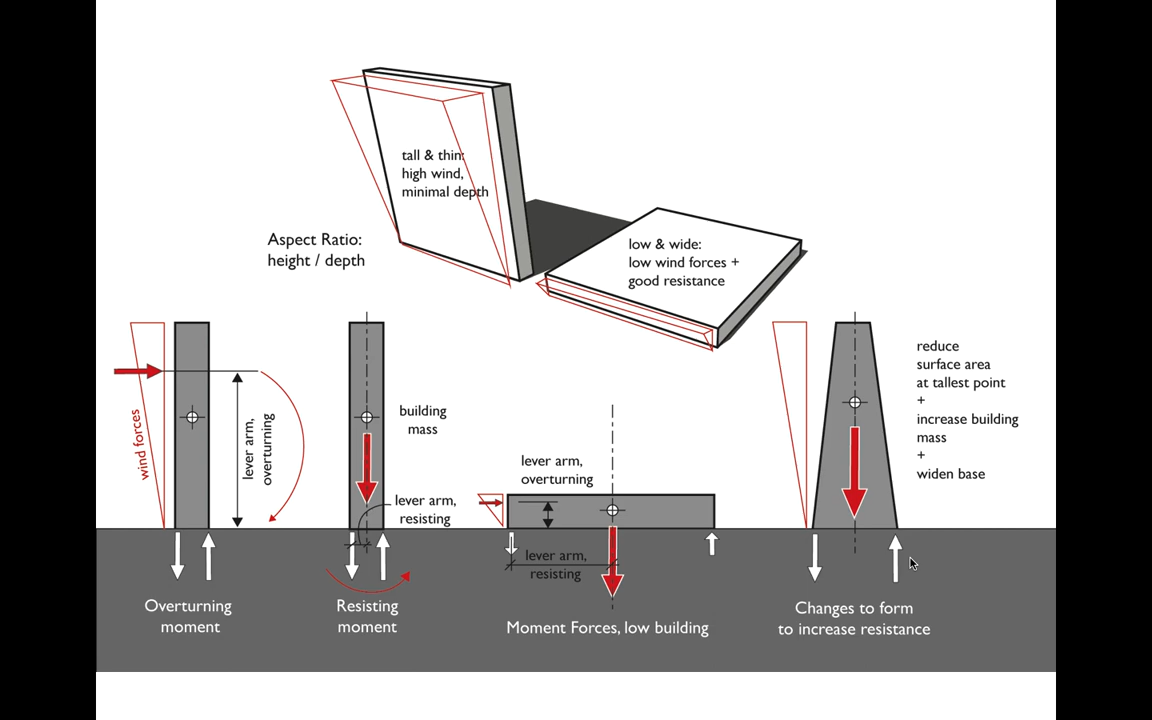 tall & thin:
high wind,
minimal depth
Aspect Ratio:
height / depth
low & wide:
low wind forces +
good resistance
wind forces
lever arm,
overturning
building
mass
lever arm,
resisting
lever arm,
overturning
lever arm,
resisting
reduce
surface area
at tallest point
+
increase building
mass
+
widen base
Overturning
moment
Resisting
moment
Moment Forces, low building
Changes to form
to increase resistance